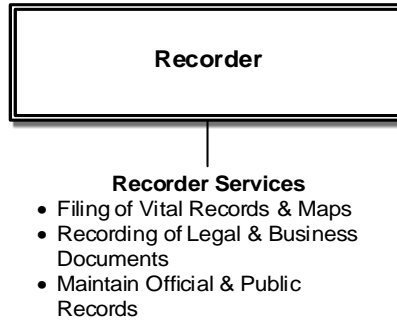 Recorder
Recorder Services
• Filing of Vital Records & Maps
• Recording of Legal & Business
Documents
• Maintain Official & Public
Records